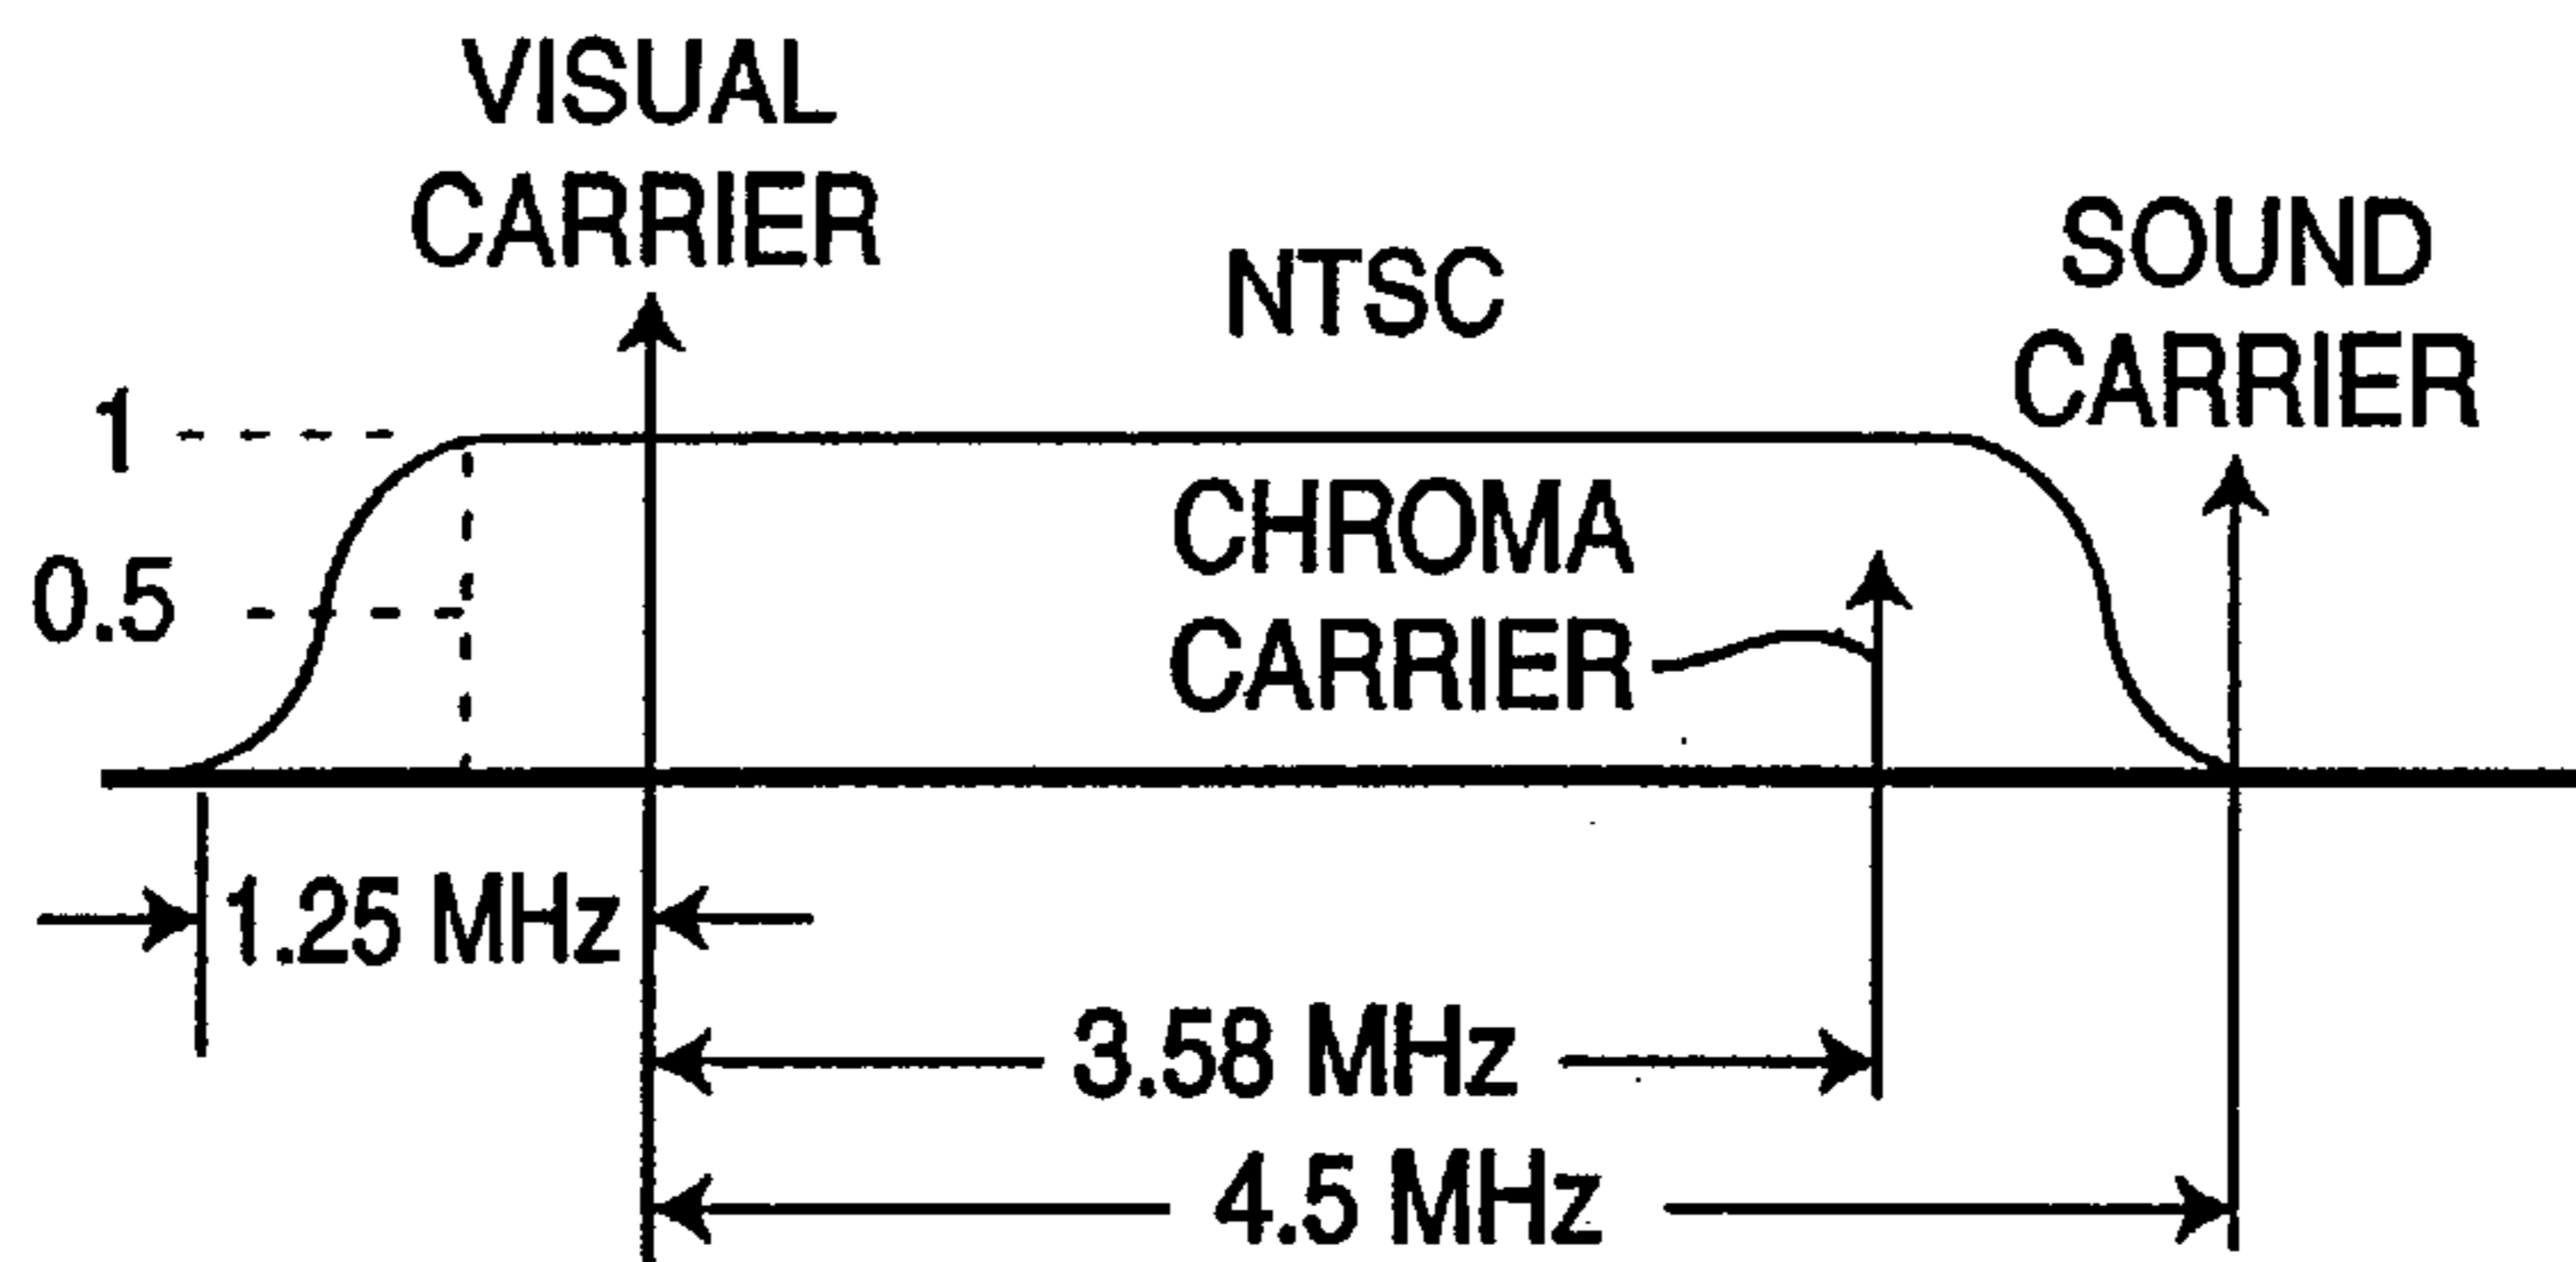 VISUAL
CARRIER
NTSC
SOUND
CARRIER
1
CHROMA
CARRIER
0.5
1.25 MHz
3.58 MHz
4.5 MHz